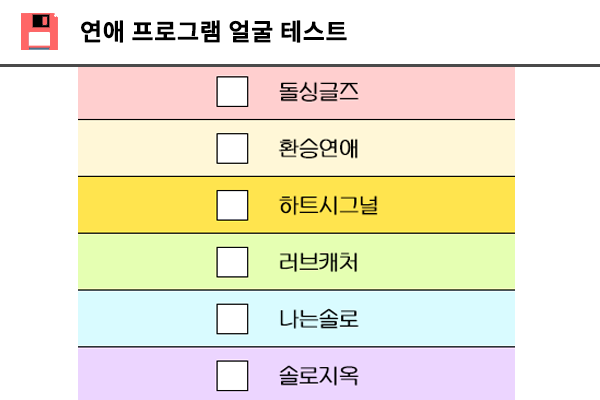 연애 프로그램 얼굴 테스트
돌싱글즈
환승연애
하트시그널
러브캐처
나는솔로
솔로지옥